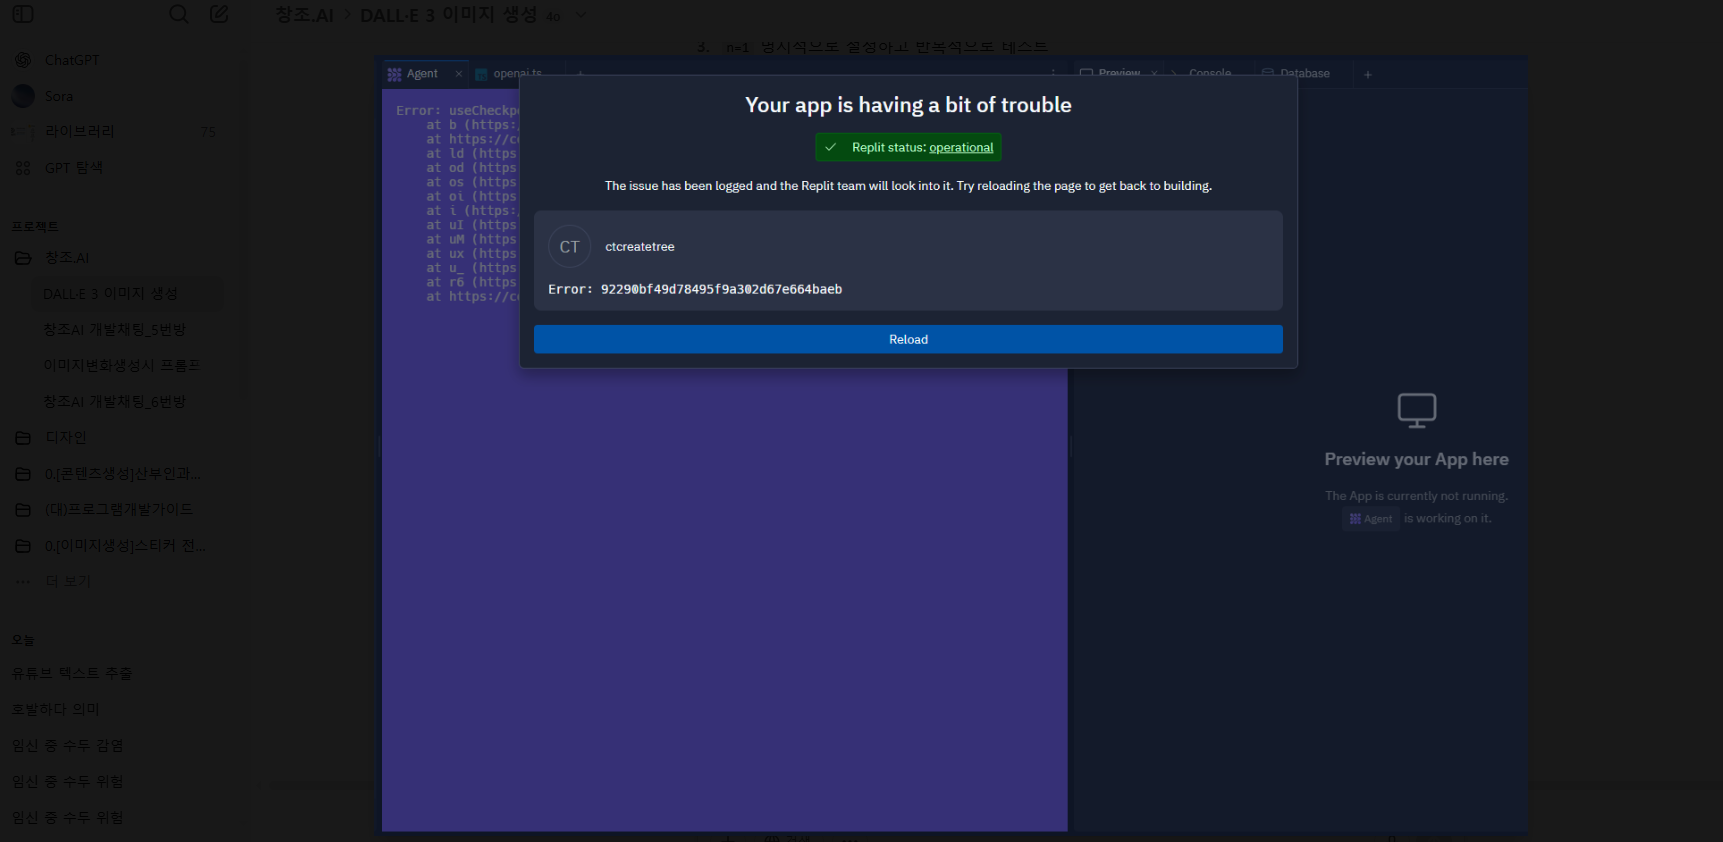 창조.AI > DALL·E 3 이미지 생성 4o
3. n=1 명시적으로 설정하고 반복적으로 테스트
ChatGPT
Sora
라이브러리 75
GPT 탐색
프로젝트
창조.AI
DALL·E 3 이미지 생성
창조AI 개발채팅_5번방
이미지변화생성시 프롬프
창조AI 개발채팅_6번방
디자인
0.[콘텐츠생성]산부인과...
(대)프로그램개발가이드
0.[이미지생성]스티커 전...
더 보기
오늘
유튜브 텍스트 추출
호발하다 의미
임신 중 수두 감염
임신 중 수두 위험
임신 중 수두 위험
Agent
openai.ts
Error: useCheckp
at b (https:
at https://c
at ld (https
at od (https
at os (https
at oi (https
at i (https:
at uI (https
at uM (https
at ux (https
at u_ (https
at r6 (https
at https://c
Preview
Console
Database
Your app is having a bit of trouble
Replit status: operational
The issue has been logged and the Replit team will look into it. Try reloading the page to get back to building.
CT ctcreatetree
Error: 92290bf49d78495f9a302d67e664baeb
Reload
Preview your App here
The App is currently not running.
Agent is working on it.